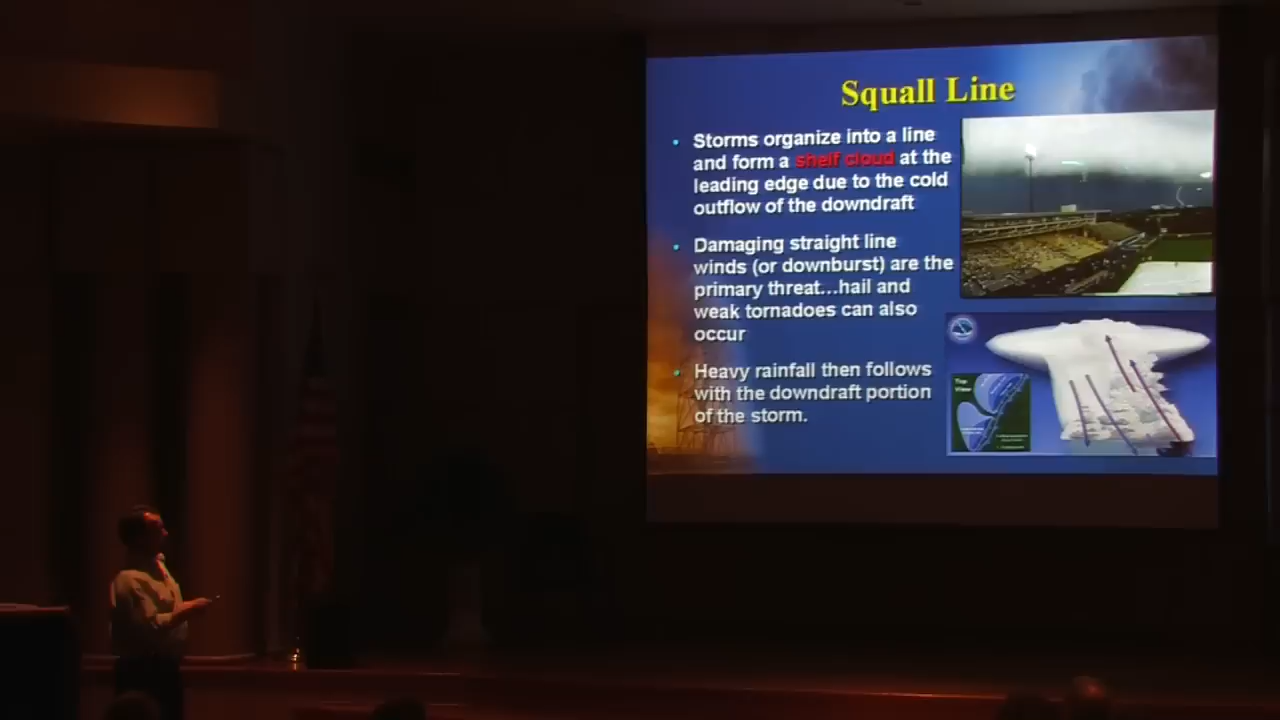 Squall Line
• Storms organize into a line
and form a shelf cloud at the
leading edge due to the cold
outflow of the downdraft
• Damaging straight line
winds (or downburst) are the
primary threat...hail and
weak tornadoes can also
occur
• Heavy rainfall then follows
with the downdraft portion
of the storm.
Top
View